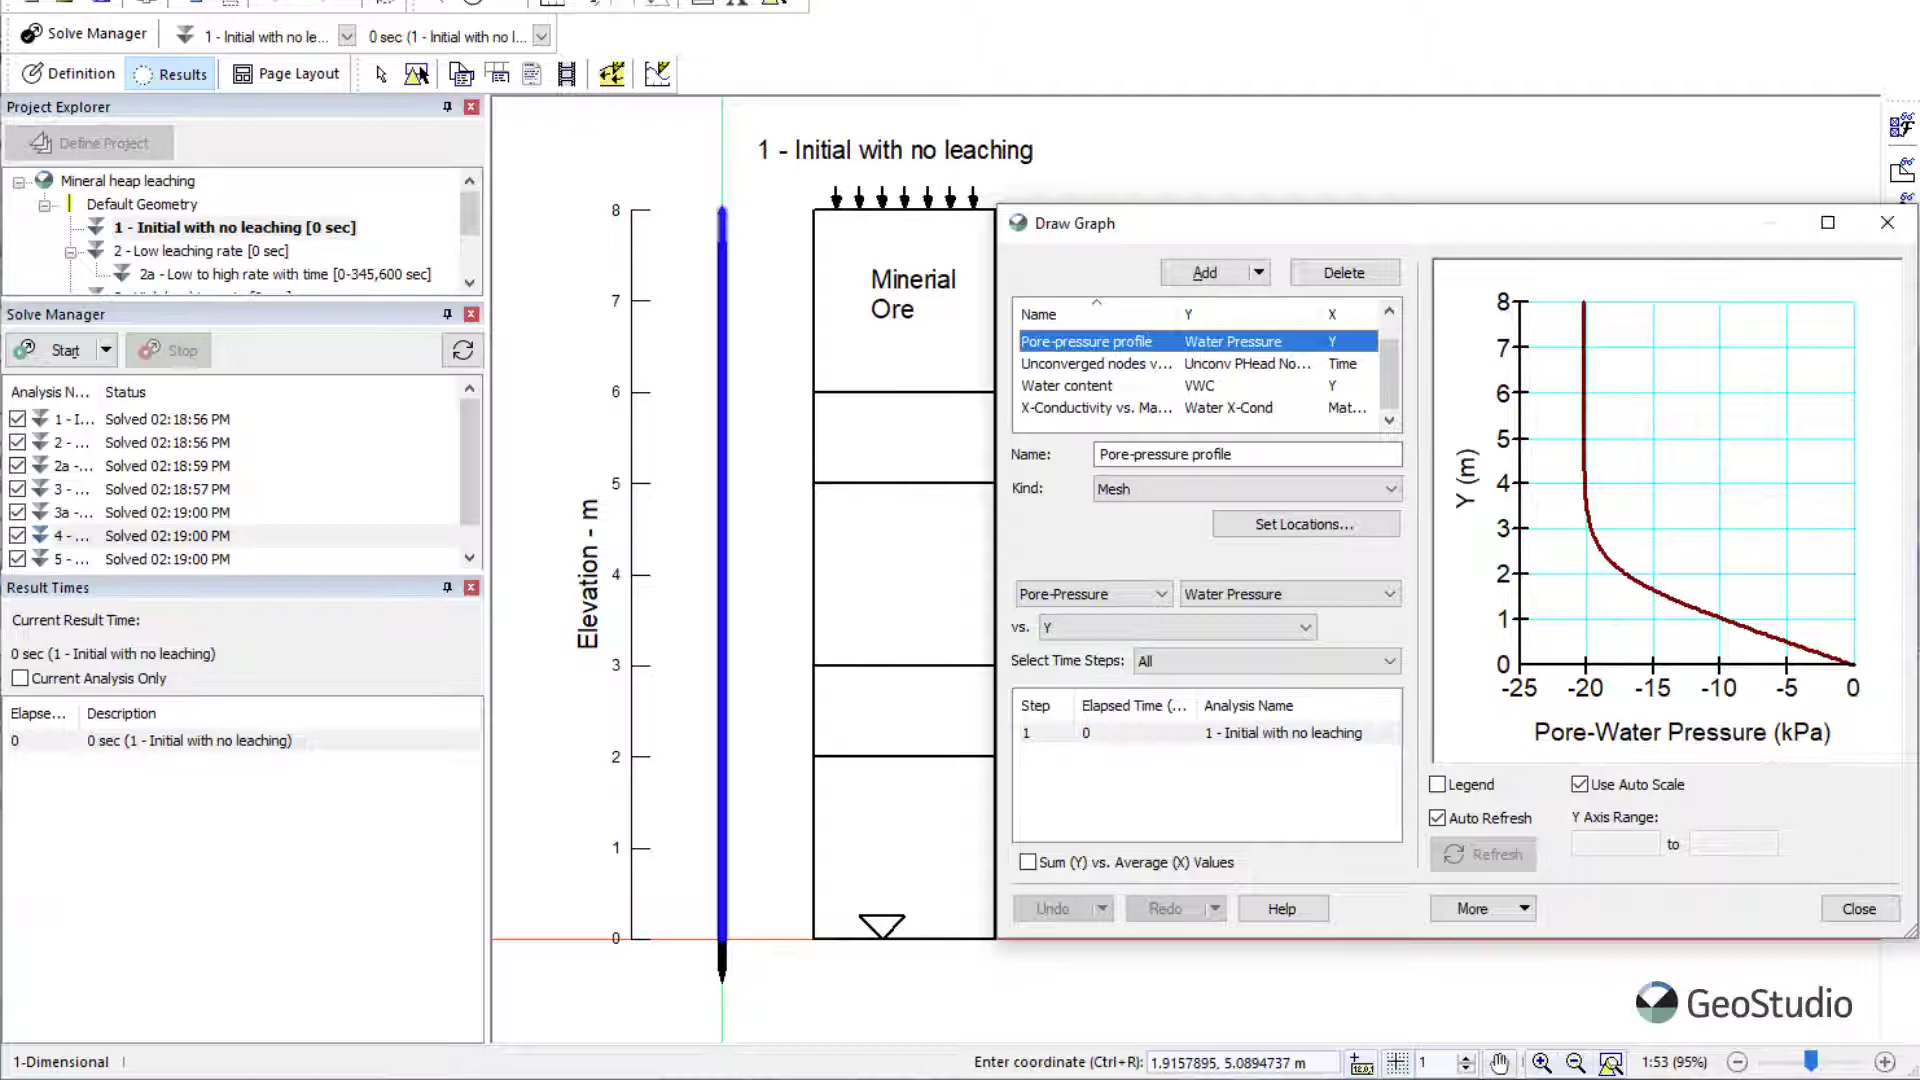 Solve Manager
1 - Initial with no le...
0 sec (1 - Initial with no l...
Definition
Results
Page Layout
Project Explorer
Define Project
Mineral heap leaching
Default Geometry
1 - Initial with no leaching [0 sec]
2 - Low leaching rate [0 sec]
2a - Low to high rate with time [0-345,600 sec]
Solve Manager
Start
Stop
Analysis N... Status
1 - I... Solved 02:18:56 PM
2 - ... Solved 02:18:56 PM
2a -... Solved 02:18:59 PM
3 - ... Solved 02:18:57 PM
3a -... Solved 02:19:00 PM
4 - ... Solved 02:19:00 PM
5 - ... Solved 02:19:00 PM
Result Times
Current Result Time:
0 sec (1 - Initial with no leaching)
Current Analysis Only
Elapse... Description
0 0 sec (1 - Initial with no leaching)
1 - Initial with no leaching
8
7
6
5
4
3
2
1
0
Elevation - m
Minerial
Ore
Draw Graph
Add
Delete
Name Y X
Pore-pressure profile Water Pressure Y
Unconverged nodes v... Unconv PHead No... Time
Water content VWC Y
X-Conductivity vs. Ma... Water X-Cond Mat...
Name: Pore-pressure profile
Kind: Mesh
Set Locations...
Pore-Pressure Water Pressure
vs. Y
Select Time Steps: All
Step Elapsed Time (... Analysis Name
1 0 1 - Initial with no leaching
Sum (Y) vs. Average (X) Values
Undo
Redo
Help
More
Close
8
7
6
5
4
3
2
1
0
Y (m)
-25 -20 -15 -10 -5 0
Pore-Water Pressure (kPa)
Legend
Use Auto Scale
Auto Refresh
Y Axis Range:
to
Refresh
GeoStudio
1-Dimensional
Enter coordinate (Ctrl+R): 1.9157895, 5.0894737 m
1
1:53 (95%)